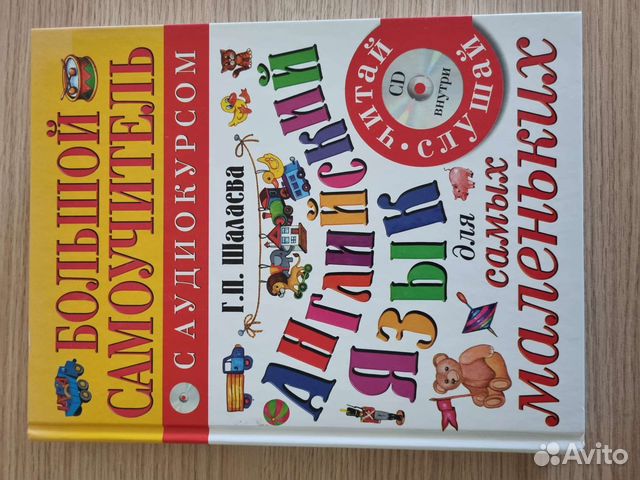 БОЛЬШОЙ
САМОУЧИТЕЛЬ
С АУДИОКУРСОМ
Г.П. Шалаева
АНГЛИЙСКИЙ
ЯЗЫК
для
самых
маленьких
ЧИТАЙ • СЛУШАЙ
CD
внутри
Avito